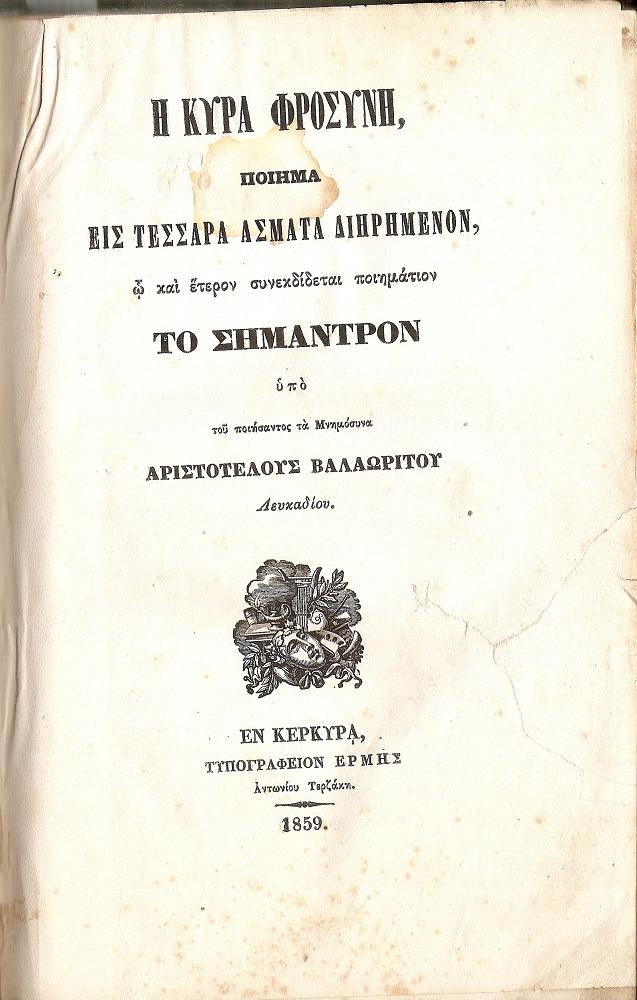 Η ΚΥΡΑ ΦΡΟΣΥΝΗ,
ΠΟΙΗΜΑ
ΕΙΣ ΤΕΣΣΑΡΑ ΑΣΜΑΤΑ ΔΙΗΡΗΜΕΝΟΝ,
ᾧ καὶ ἕτερον συνεκδίδεται ποιημάτιον
ΤΟ ΣΗΜΑΝΤΡΟΝ
ὑπὸ
τοῦ ποιήσαντος τὰ Μνημόσυνα
ΑΡΙΣΤΟΤΕΛΟΥΣ ΒΑΛΑΩΡΙΤΟΥ
Λευκαδίου.
ΕΝ ΚΕΡΚΥΡᾼ,
ΤΥΠΟΓΡΑΦΕΙΟΝ ΕΡΜΗΣ
Ἀντωνίου Τερζάκη.
1859.